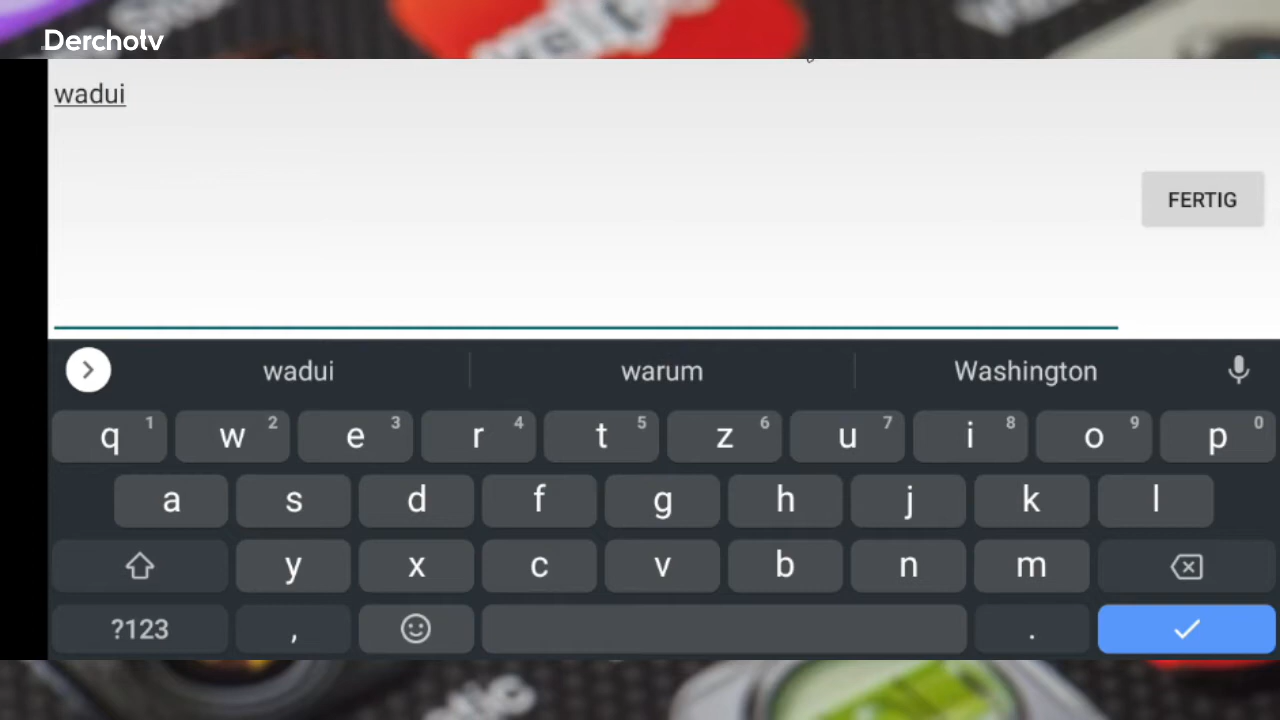 Derchotv
wadui
FERTIG
wadui warum Washington
q 1 w 2 e 3 r 4 t 5 z 6 u 7 i 8 o 9 p 0
a s d f g h j k l
y x c v b n m
?123 , .